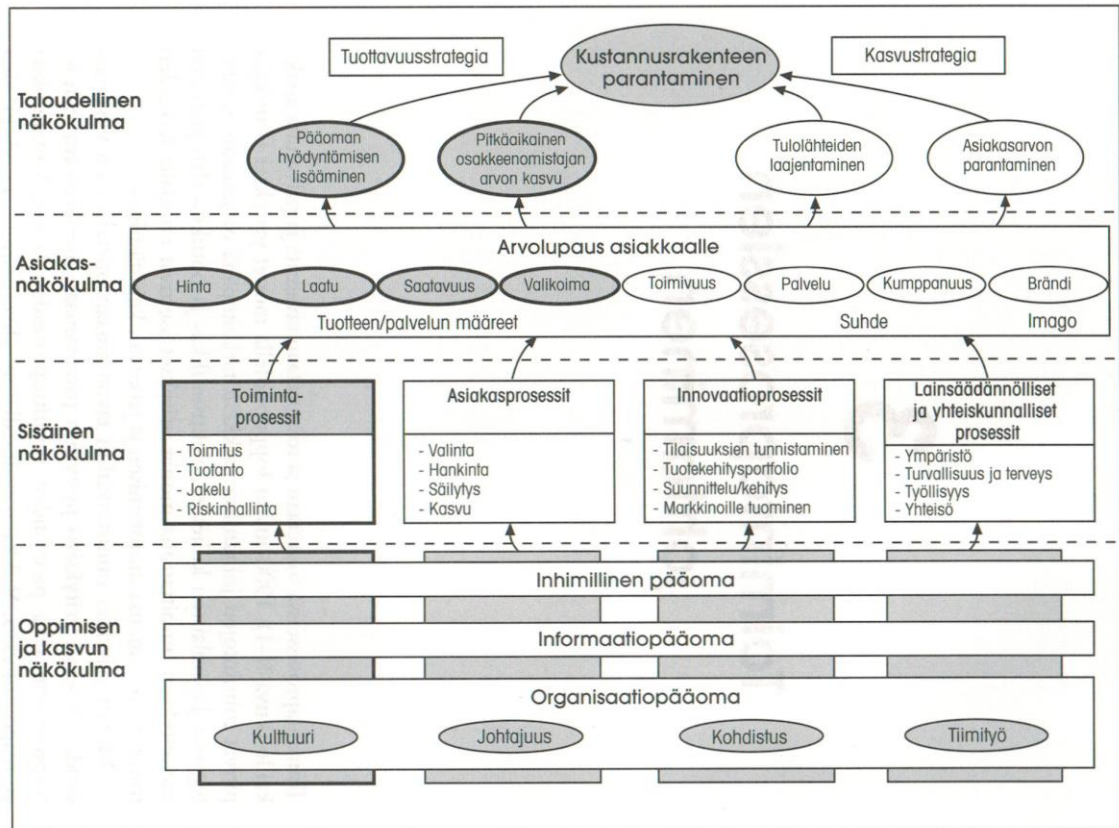 Tuottavuusstrategia
Kustannusrakenteen
parantaminen
Kasvustrategia
Taloudellinen
näkökulma
Pääoman
hyödyntämisen
lisääminen
Pitkäaikainen
osakkeenomistajan
arvon kasvu
Tulolähteiden
laajentaminen
Asiakasarvon
parantaminen
Asiakas-
näkökulma
Arvolupaus asiakkaalle
Hinta
Laatu
Saatavuus
Valikoima
Toimivuus
Palvelu
Kumppanuus
Brändi
Tuotteen/palvelun määreet
Suhde
Imago
Sisäinen
näkökulma
Toiminta-
prosessit
- Toimitus
- Tuotanto
- Jakelu
- Riskinhallinta
Asiakasprosessit
- Valinta
- Hankinta
- Säilytys
- Kasvu
Innovaatioprosessit
- Tilaisuuksien tunnistaminen
- Tuotekehitysportfolio
- Suunnittelu/kehitys
- Markkinoille tuominen
Lainsäädännölliset
ja yhteiskunnalliset
prosessit
- Ympäristö
- Turvallisuus ja terveys
- Työllisyys
- Yhteisö
Oppimisen
ja kasvun
näkökulma
Inhimillinen pääoma
Informaatiopääoma
Organisaatiopääoma
Kulttuuri
Johtajuus
Kohdistus
Tiimityö